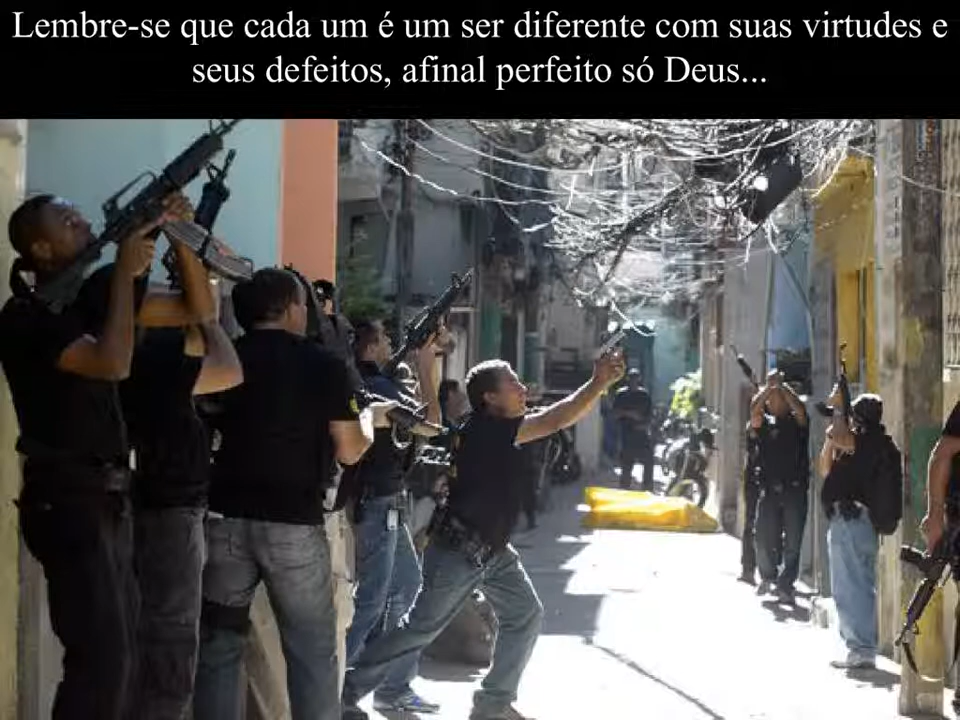 Lembre-se que cada um é um ser diferente com suas virtudes e
seus defeitos, afinal perfeito só Deus...